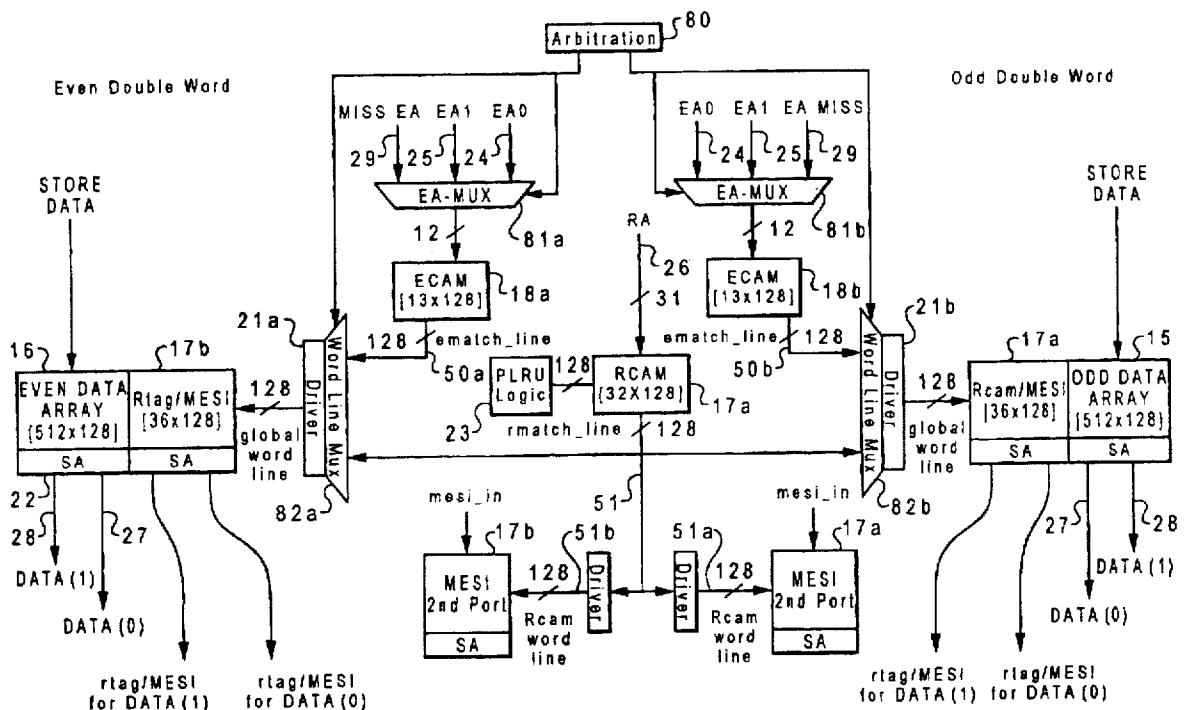 80
Arbitration
Even Double Word
Odd Double Word
MISS EA EA1 EA0
EA0 EA1 EA MISS
29 25 24
24 25 29
STORE
DATA
STORE
DATA
EA-MUX
EA-MUX
81a
81b
RA
12
12
26
ECAM
[13x128]
18a
ECAM
[13x128]
18b
31
21a
21b
128
ematch_line
ematch_line
128
50a
50b
16
17b
17a
15
EVEN DATA
ARRAY
[512x128]
Rtag/MESI
[36x128]
128
global
word
line
Driver
Word Line Mux
PLRU
Logic
128
RCAM
[32X128]
17a
23
rmatch_line
128
Word Line Mux
Driver
128
global
word
line
Rcam/MESI
[36x128]
ODD DATA
ARRAY
[512x128]
SA
SA
SA
SA
22
28
27
82a
51
82b
27
28
mesi_in
mesi_in
17b
51b
51a
17a
DATA(1)
DATA(0)
DATA(1)
DATA(0)
MESI
2nd Port
SA
128
Driver
Rcam
word
line
Driver
128
Rcam
word
line
MESI
2nd Port
SA
rtag/MESI
for DATA(1)
rtag/MESI
for DATA(0)
rtag/MESI
for DATA(1)
rtag/MESI
for DATA(0)